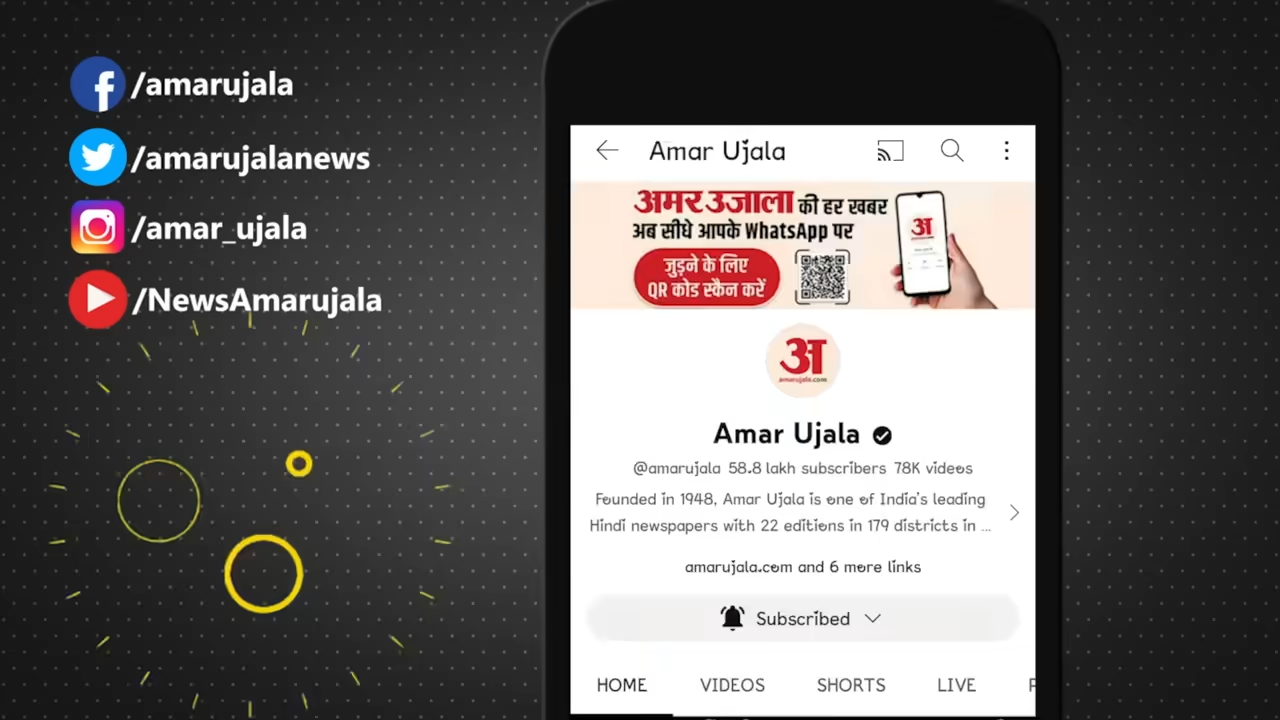 /amarujala
/amarujalanews
/amar_ujala
/NewsAmarujala
Amar Ujala
अमर उजाला की हर खबर
अब सीधे आपके WhatsApp पर
जुड़ने के लिए
QR कोड स्कैन करें
अ
अ
amarujala.com
Amar Ujala
@amarujala 58.8 lakh subscribers 78K videos
Founded in 1948, Amar Ujala is one of India's leading
Hindi newspapers with 22 editions in 179 districts in ...
amarujala.com and 6 more links
Subscribed
HOME VIDEOS SHORTS LIVE